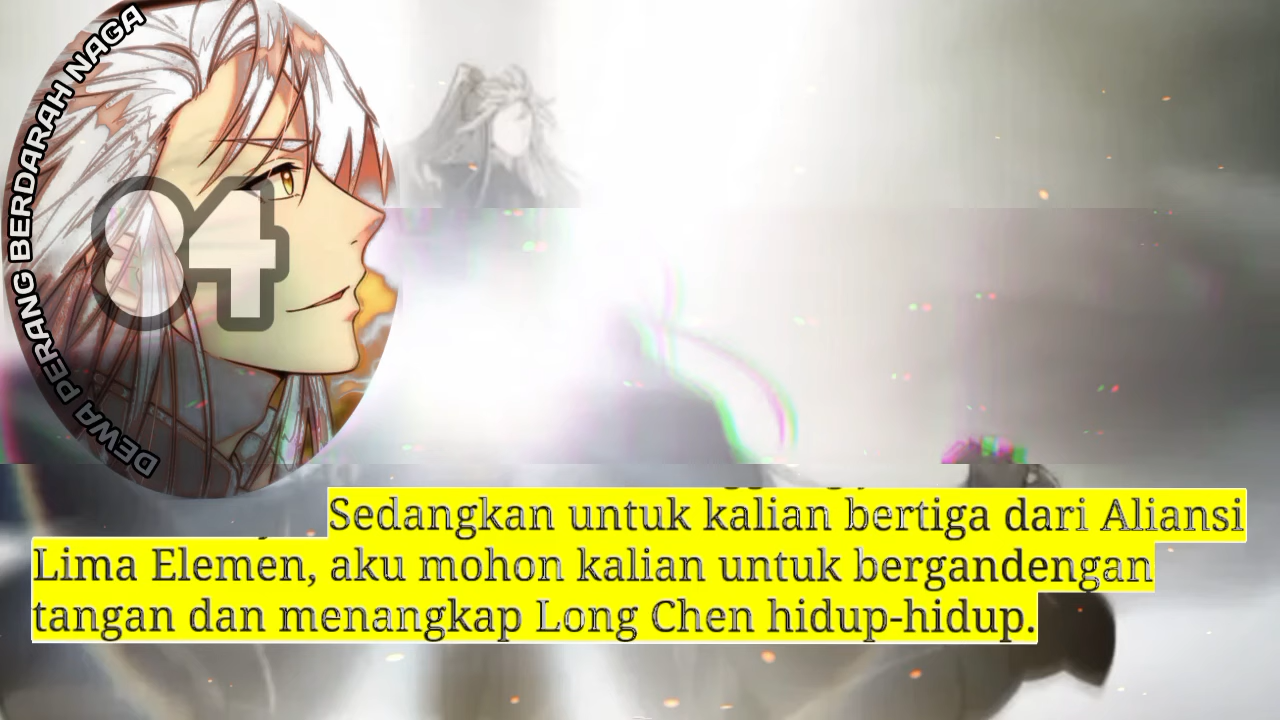 DEWA PERANG BERDARAH NAGA
84
Sedangkan untuk kalian bertiga dari Aliansi
Lima Elemen, aku mohon kalian untuk bergandengan
tangan dan menangkap Long Chen hidup-hidup.